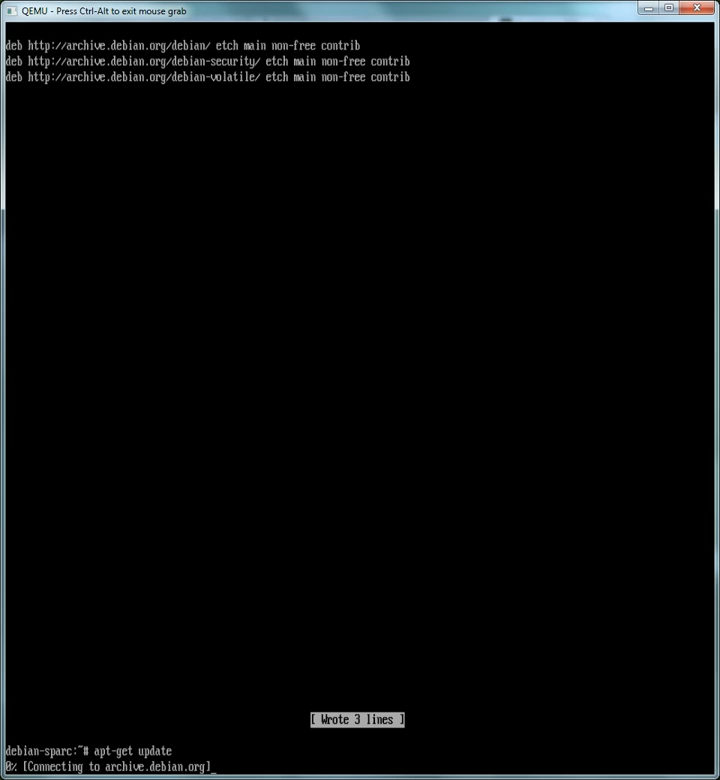 QEMU - Press Ctrl-Alt to exit mouse grab
deb http://archive.debian.org/debian/ etch main non-free contrib
deb http://archive.debian.org/debian-security/ etch main non-free contrib
deb http://archive.debian.org/debian-volatile/ etch main non-free contrib
[ Wrote 3 lines ]
debian-sparc:~# apt-get update
0% [Connecting to archive.debian.org]_